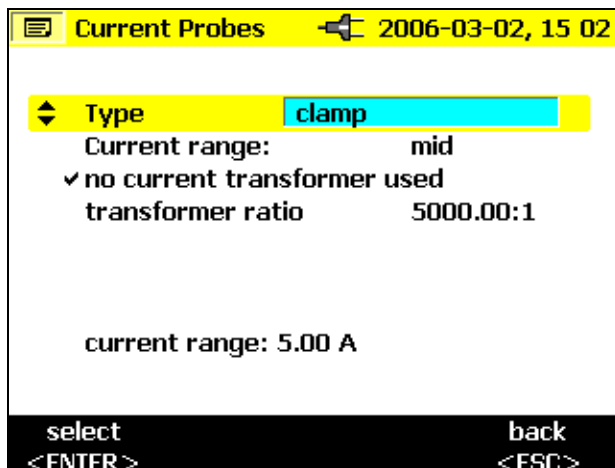 Current Probes 2006-03-02, 15 02
Type clamp
Current range: mid
✓ no current transformer used
transformer ratio 5000.00:1
current range: 5.00 A
select back
<ENTER> <ESC>